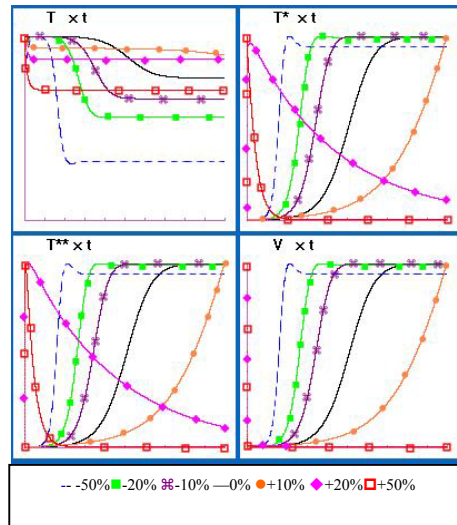 T × t
T* × t
T** × t
V × t
-- -50% -20% ⌘ -10% —0% +10% +20% +50%